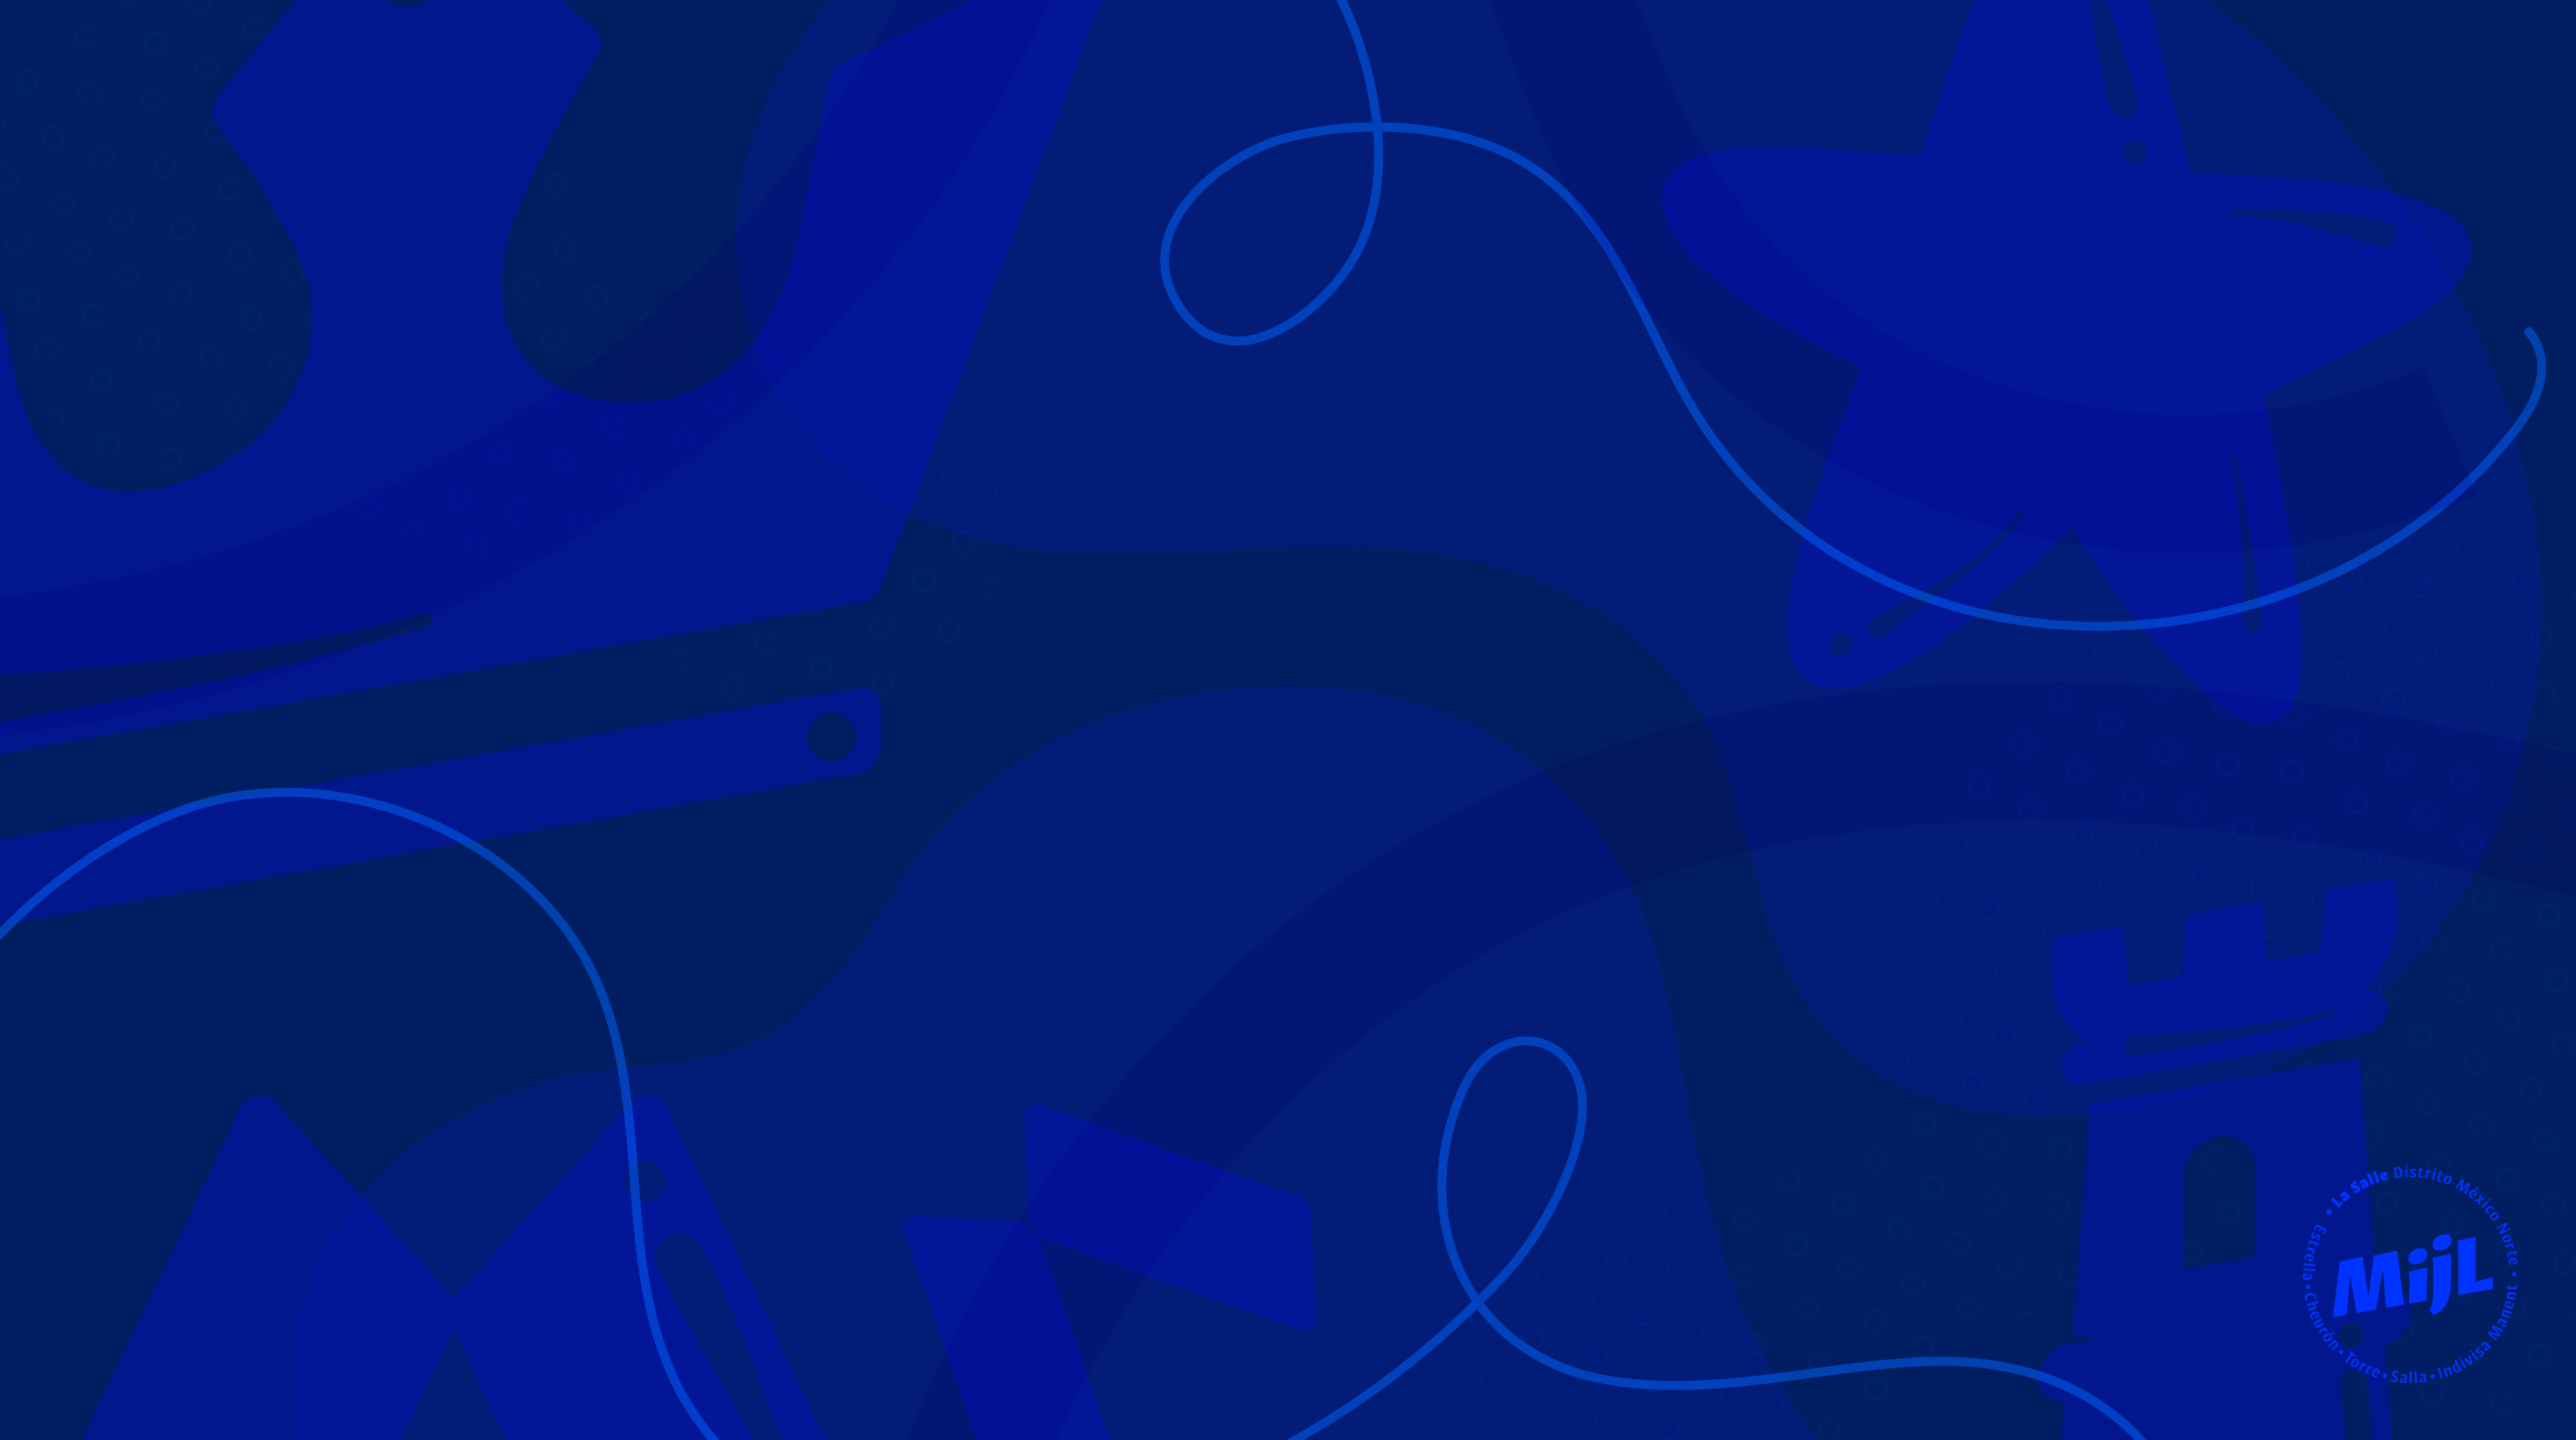 • La Salle Distrito México Norte •
MijL
Estrella • Cheurón • Torre • Salla • Indivisa Manent